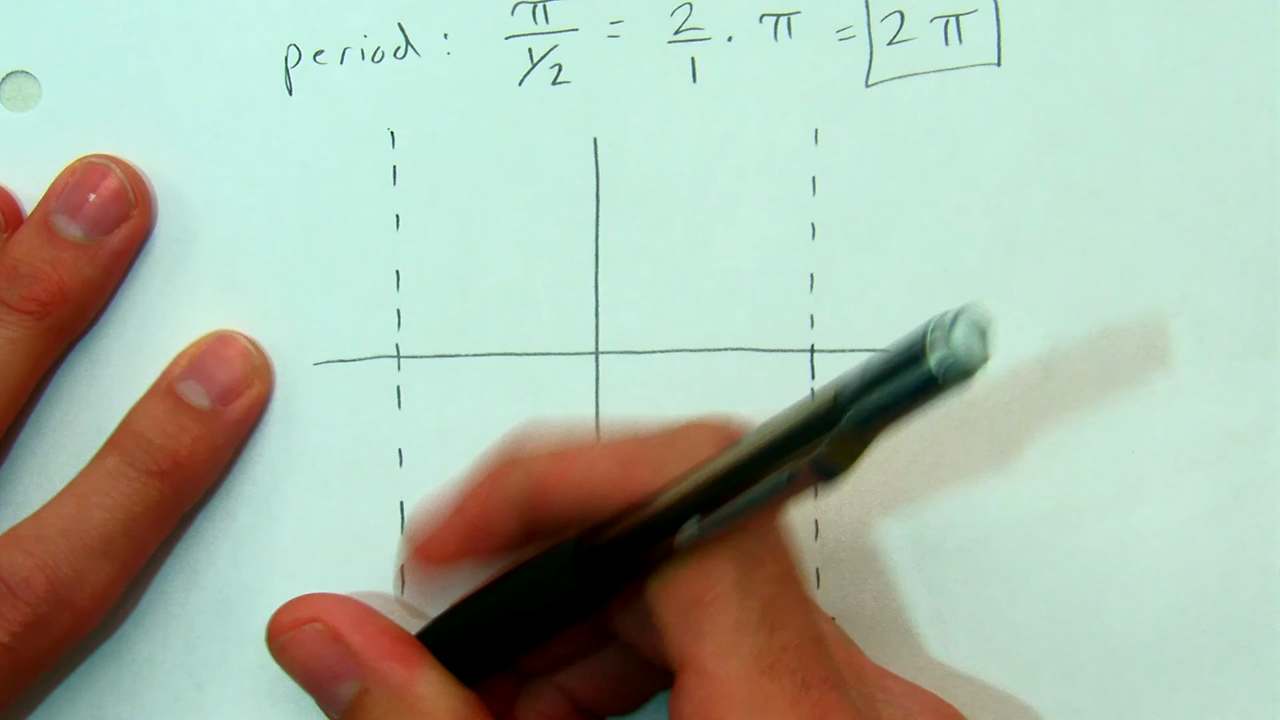 period: π/1/2 = 2/1 · π = 2π